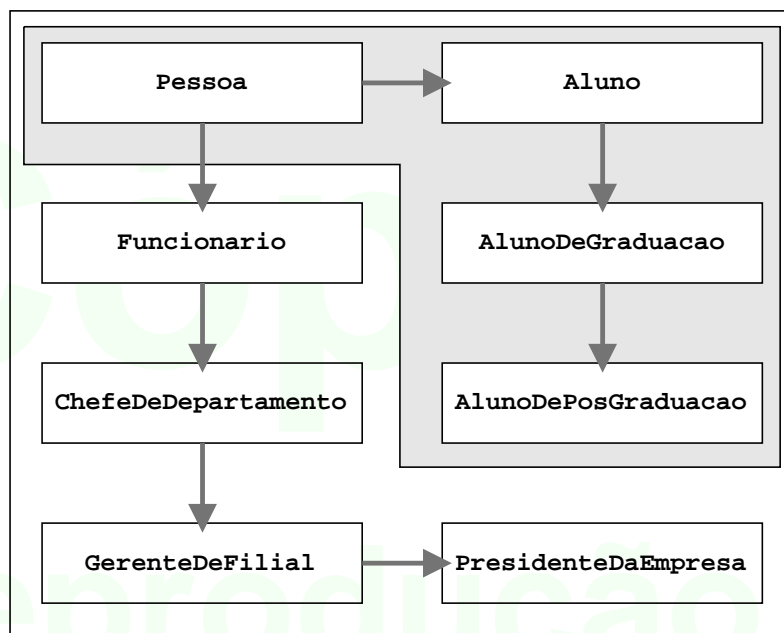 Pessoa
Aluno
Funcionario
AlunoDeGraduacao
ChefeDeDepartamento
AlunoDePosGraduacao
GerenteDeFilial
PresidenteDaEmpresa